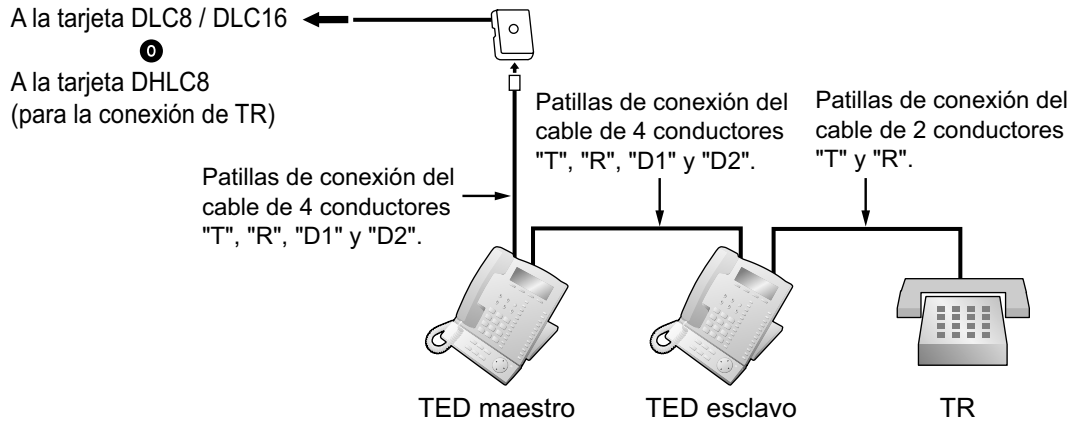 A la tarjeta DLC8 / DLC16
O
A la tarjeta DHLC8
(para la conexión de TR)
Patillas de conexión del
cable de 4 conductores
"T", "R", "D1" y "D2".
Patillas de conexión del
cable de 4 conductores
"T", "R", "D1" y "D2".
Patillas de conexión del
cable de 2 conductores
"T" y "R".
TED maestro
TED esclavo
TR